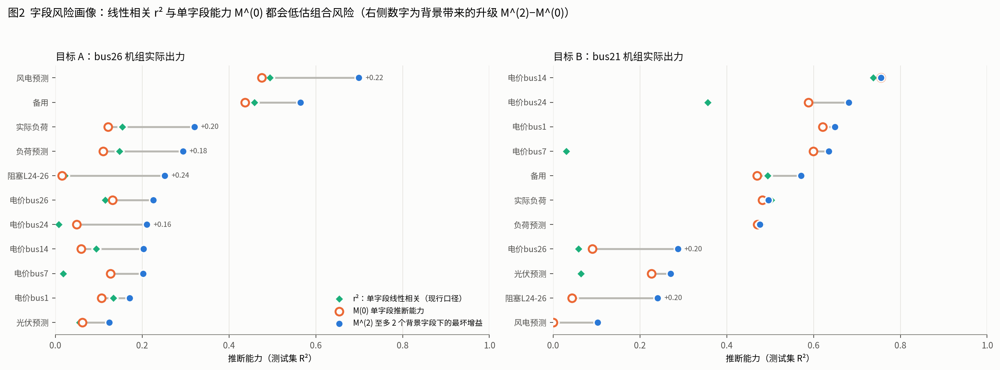 图2  字段风险画像：线性相关 r² 与单字段能力 M^(0) 都会低估组合风险（右侧数字为背景带来的升级 M^(2)−M^(0)）
目标 A：bus26 机组实际出力
风电预测
+0.22
备用
实际负荷
+0.20
负荷预测
+0.18
阻塞L24-26
+0.24
电价bus26
电价bus24
+0.16
电价bus14
电价bus7
电价bus1
光伏预测
r²：单字段线性相关（现行口径）
M(0) 单字段推断能力
M^(2) 至多 2 个背景字段下的最坏增益
0.0 0.2 0.4 0.6 0.8 1.0
推断能力（测试集 R²）
目标 B：bus21 机组实际出力
电价bus14
电价bus24
电价bus1
电价bus7
备用
实际负荷
负荷预测
电价bus26
+0.20
光伏预测
阻塞L24-26
+0.20
风电预测
0.0 0.2 0.4 0.6 0.8 1.0
推断能力（测试集 R²）